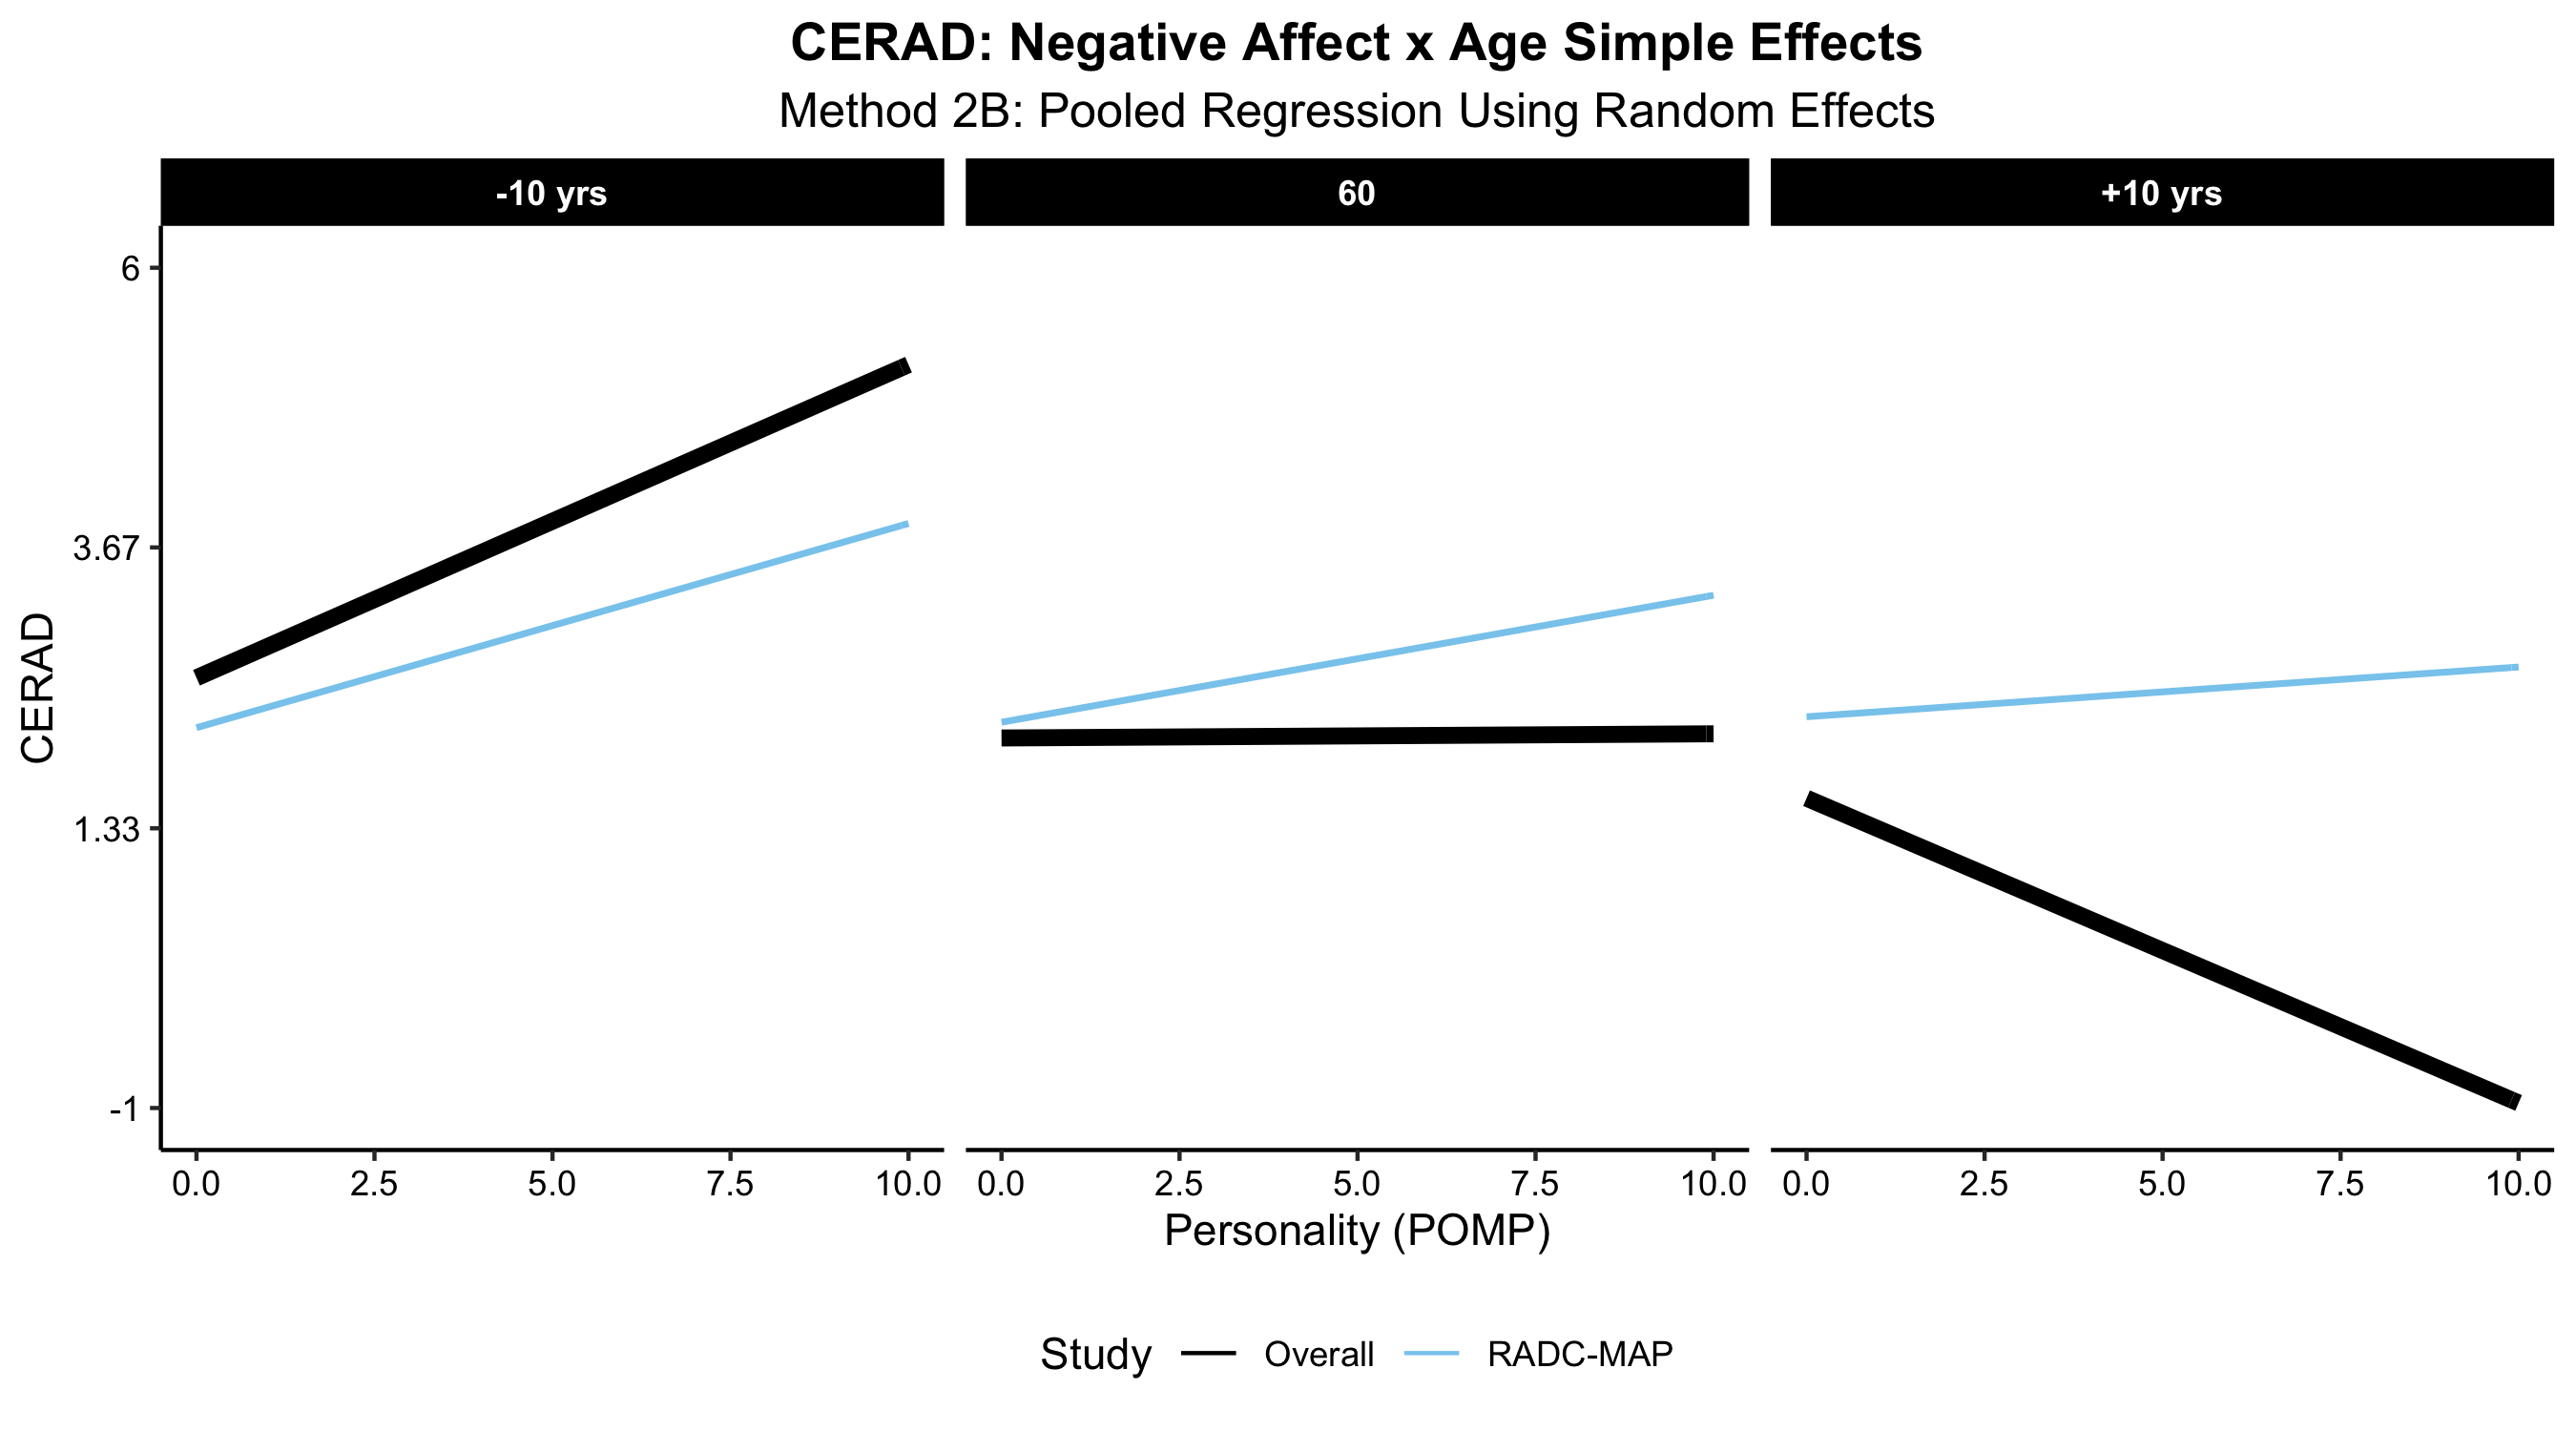 CERAD: Negative Affect x Age Simple Effects
Method 2B: Pooled Regression Using Random Effects
-10 yrs 60 +10 yrs
6
3.67
1.33
-1
CERAD
0.0 2.5 5.0 7.5 10.0 0.0 2.5 5.0 7.5 10.0 0.0 2.5 5.0 7.5 10.0
Personality (POMP)
Study Overall RADC-MAP